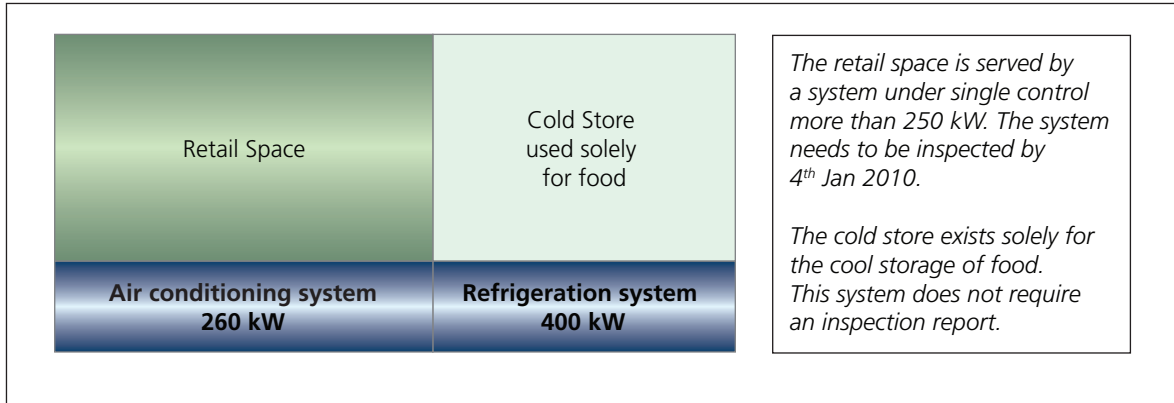 Retail Space
Cold Store
used solely
for food
Air conditioning system
260 kW
Refrigeration system
400 kW
The retail space is served by
a system under single control
more than 250 kW. The system
needs to be inspected by
4th Jan 2010.
The cold store exists solely for
the cool storage of food.
This system does not require
an inspection report.